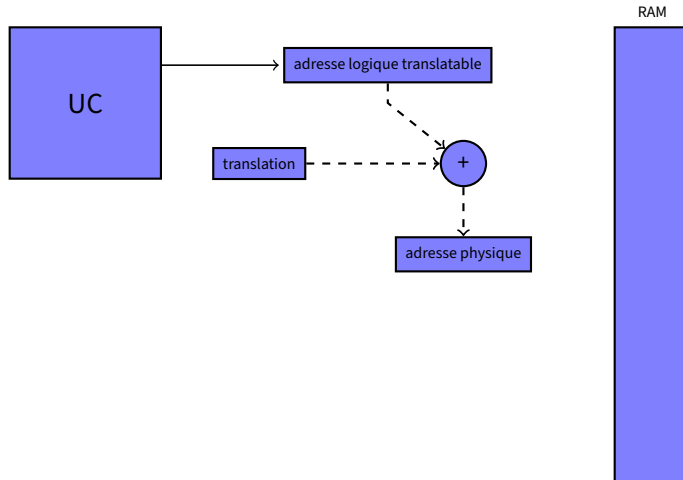 RAM
UC
adresse logique translatable
translation
+
adresse physique